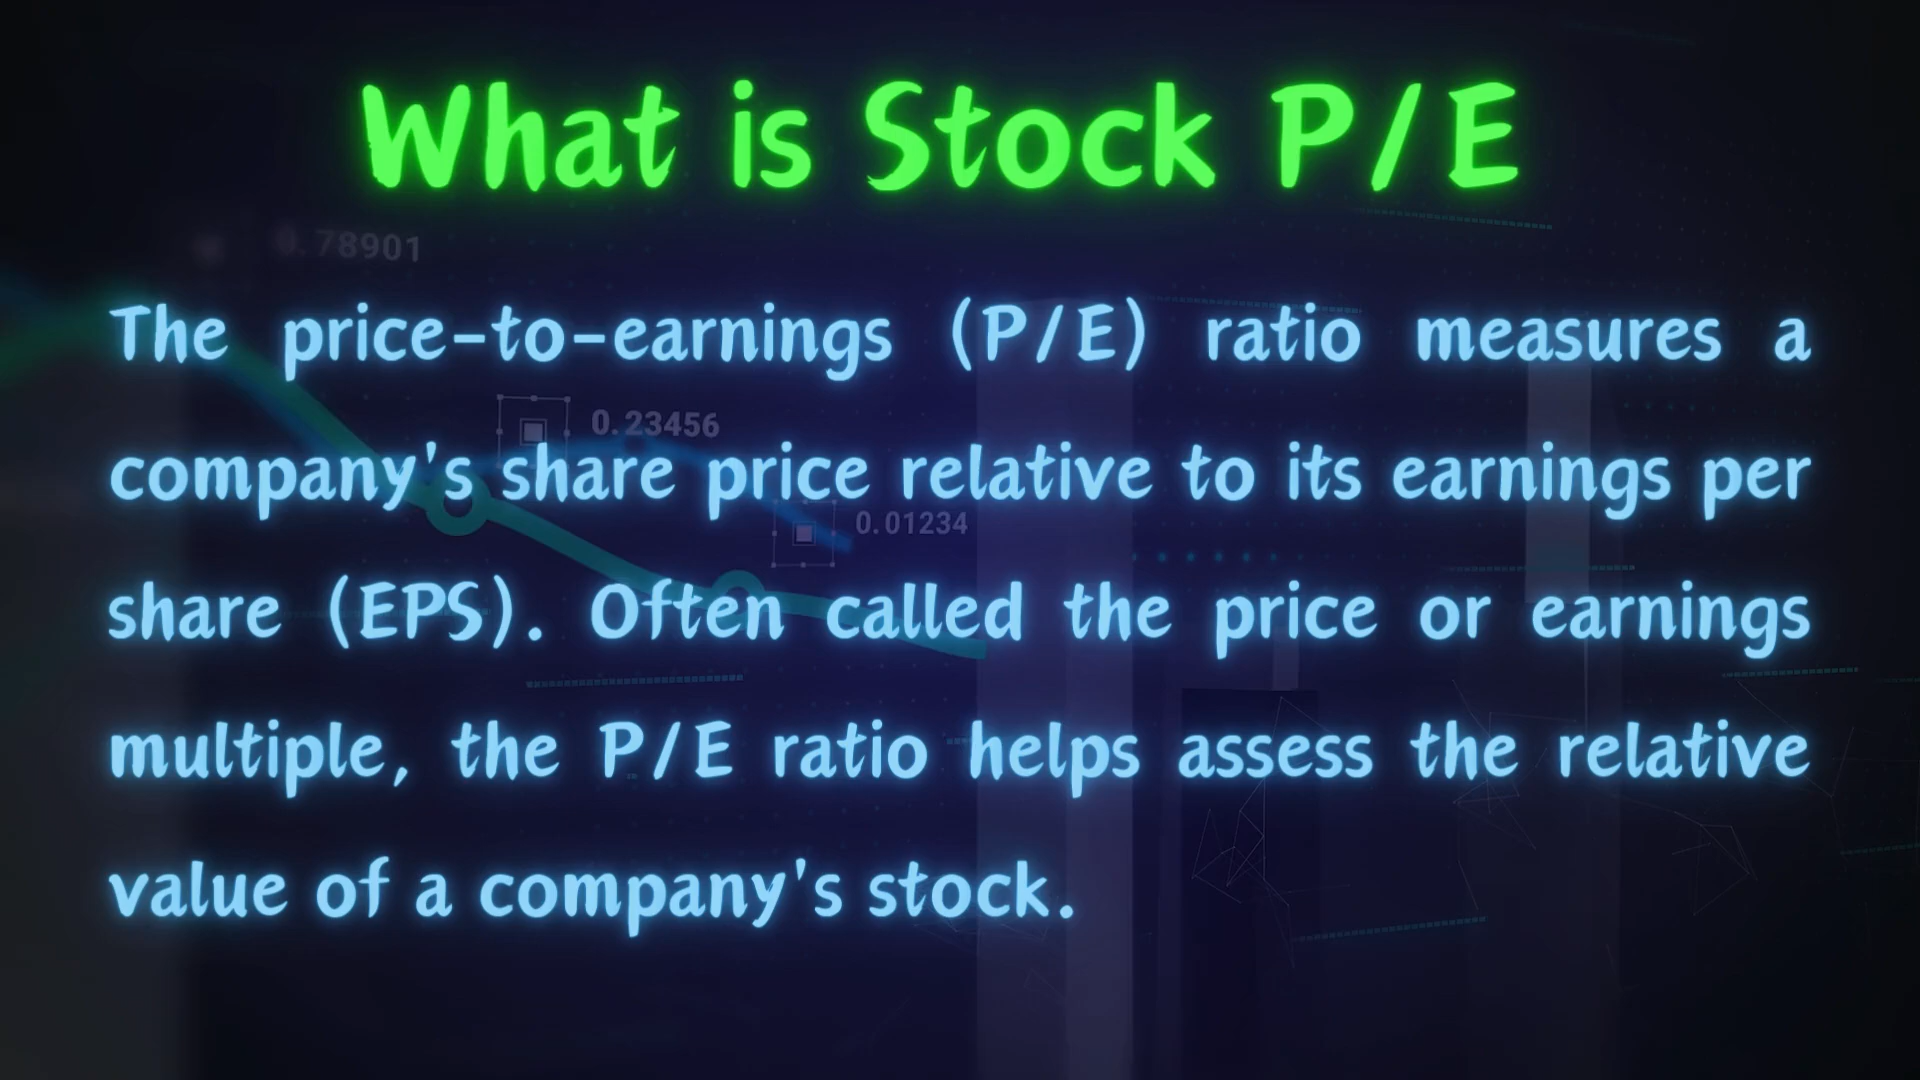 What is Stock P/E
0.78901
The price-to-earnings (P/E) ratio measures a
0.23456
company's share price relative to its earnings per
0.01234
share (EPS). Often called the price or earnings
multiple, the P/E ratio helps assess the relative
value of a company's stock.